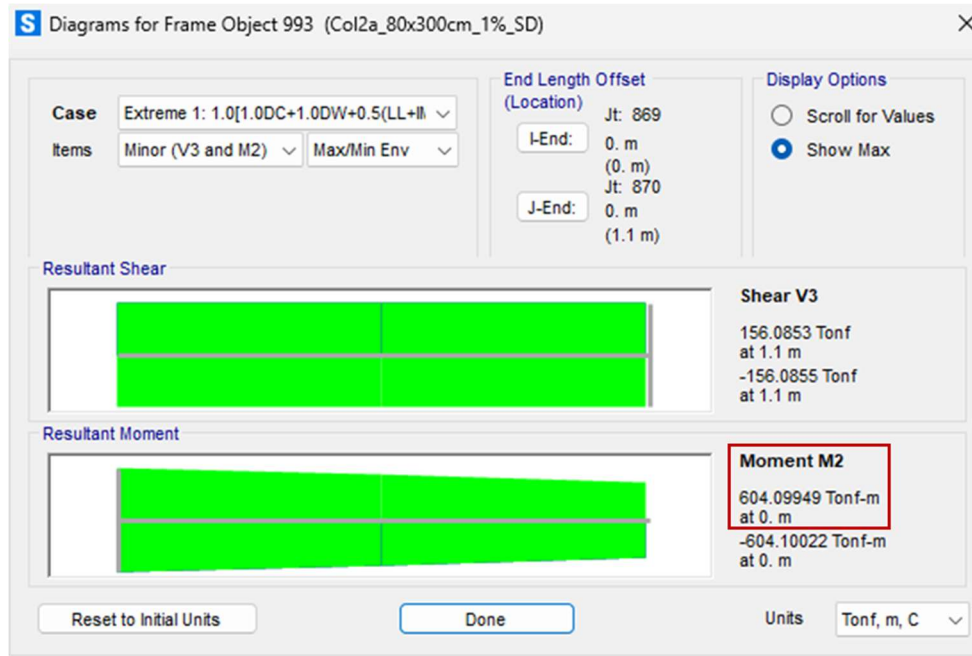 S Diagrams for Frame Object 993 (Col2a_80x300cm_1%_SD)
Case
Extreme 1: 1.0[1.0DC+1.0DW+0.5(LL+I
Items
Minor (V3 and M2)
Max/Min Env
End Length Offset
(Location)
I-End:
Jt: 869
0. m
(0. m)
J-End:
Jt: 870
0. m
(1.1 m)
Display Options
Scroll for Values
Show Max
Resultant Shear
Shear V3
156.0853 Tonf
at 1.1 m
-156.0855 Tonf
at 1.1 m
Resultant Moment
Moment M2
604.09949 Tonf-m
at 0. m
-604.10022 Tonf-m
at 0. m
Reset to Initial Units
Done
Units
Tonf, m, C